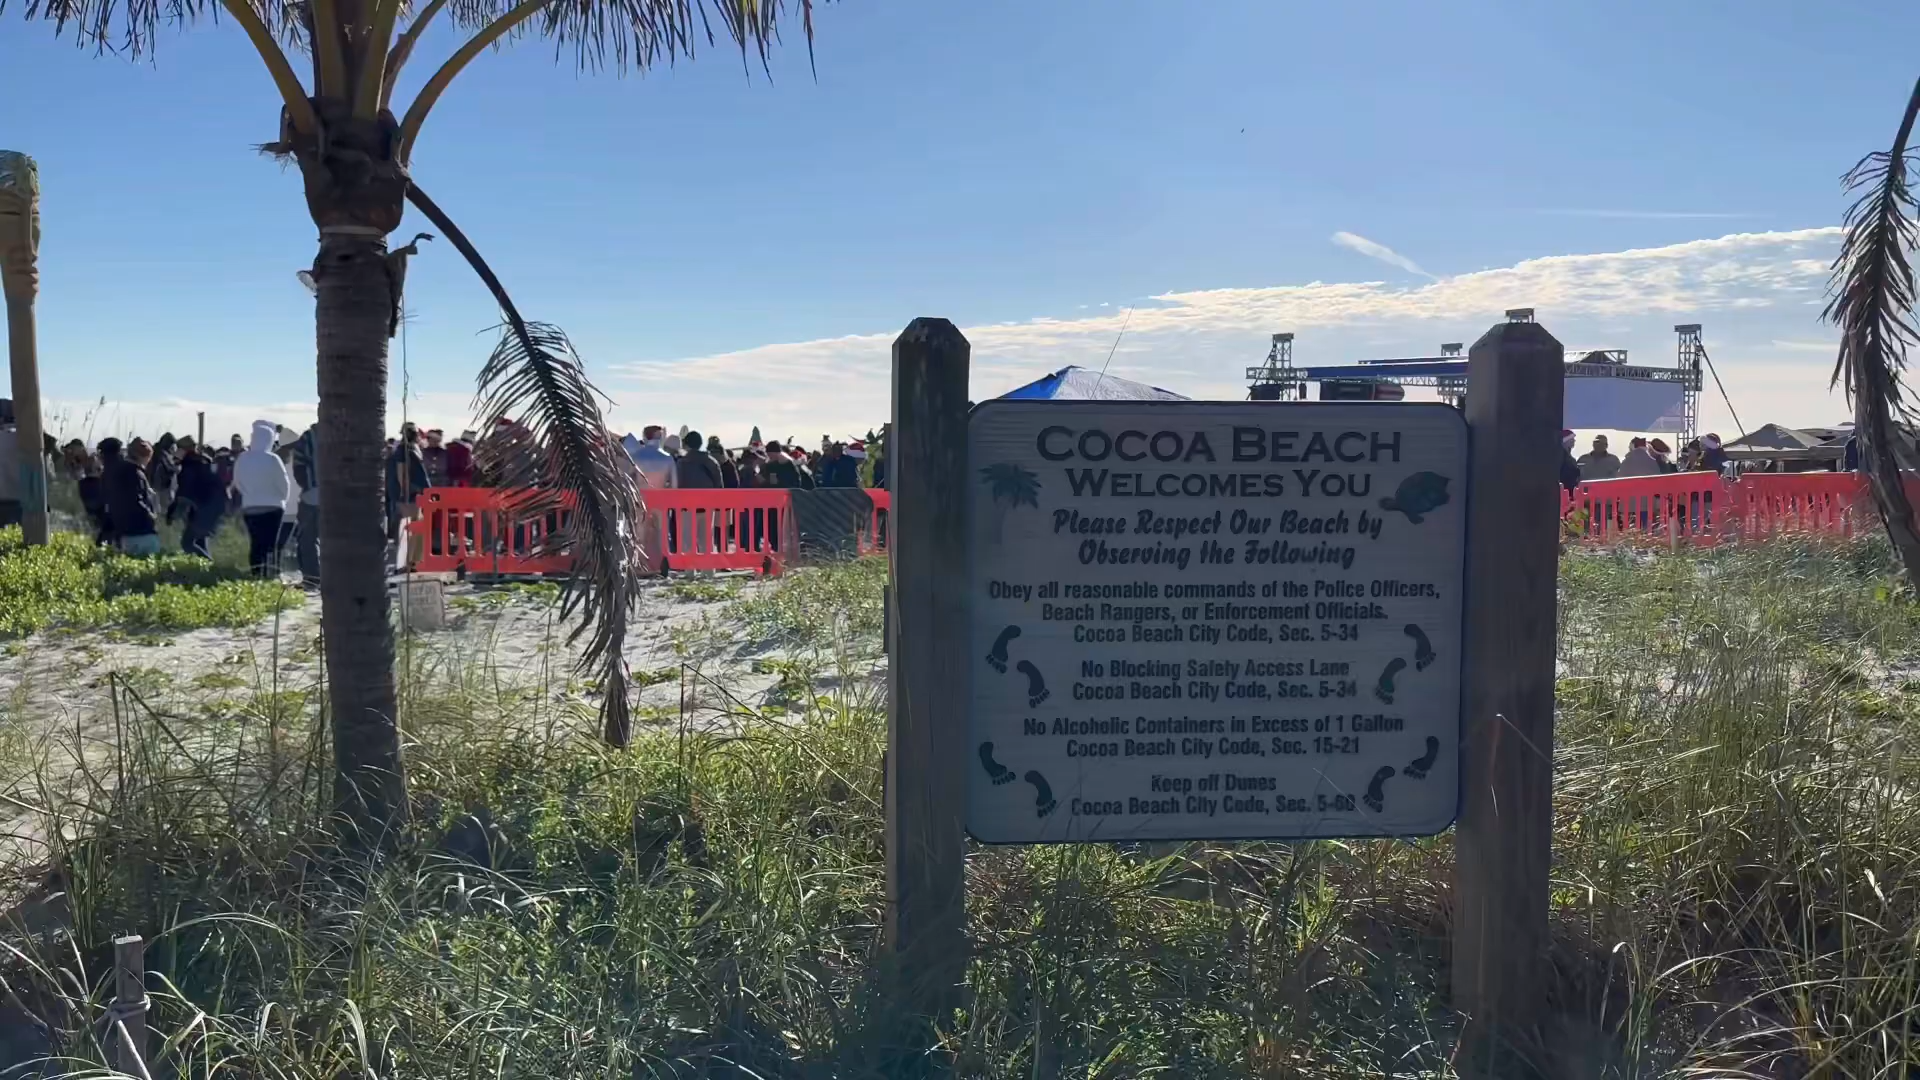 COCOA BEACH
WELCOMES YOU
Please Respect Our Beach by
Observing the Following
Obey all reasonable commands of the Police Officers,
Beach Rangers, or Enforcement Officials.
Cocoa Beach City Code, Sec. 5-34
No Blocking Safety Access Lane
Cocoa Beach City Code, Sec. 5-34
No Alcoholic Containers in Excess of 1 Gallon
Cocoa Beach City Code, Sec. 15-21
Keep off Dunes
Cocoa Beach City Code, Sec.